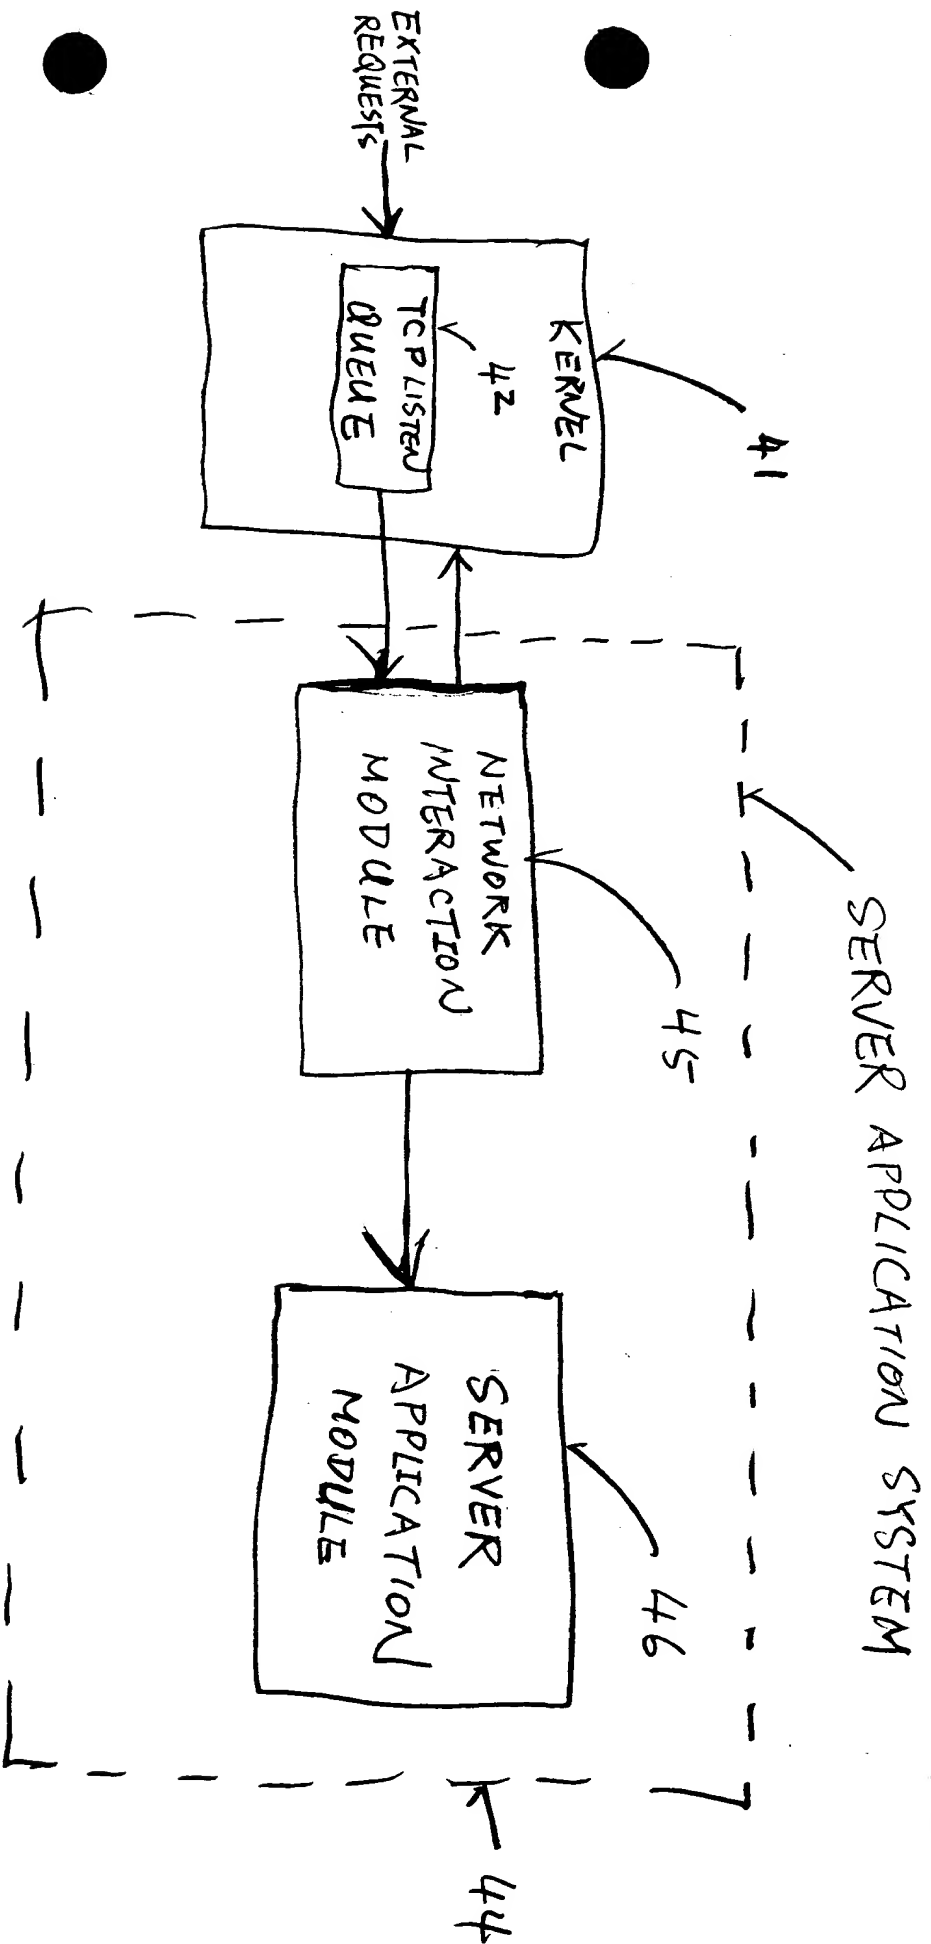 SERVER APPLICATION SYSTEM
41
KERNEL
42
TCP LISTEN
QUEUE
EXTERNAL
REQUESTS
45
NETWORK
INTERACTION
MODULE
46
SERVER
APPLICATION
MODULE
44